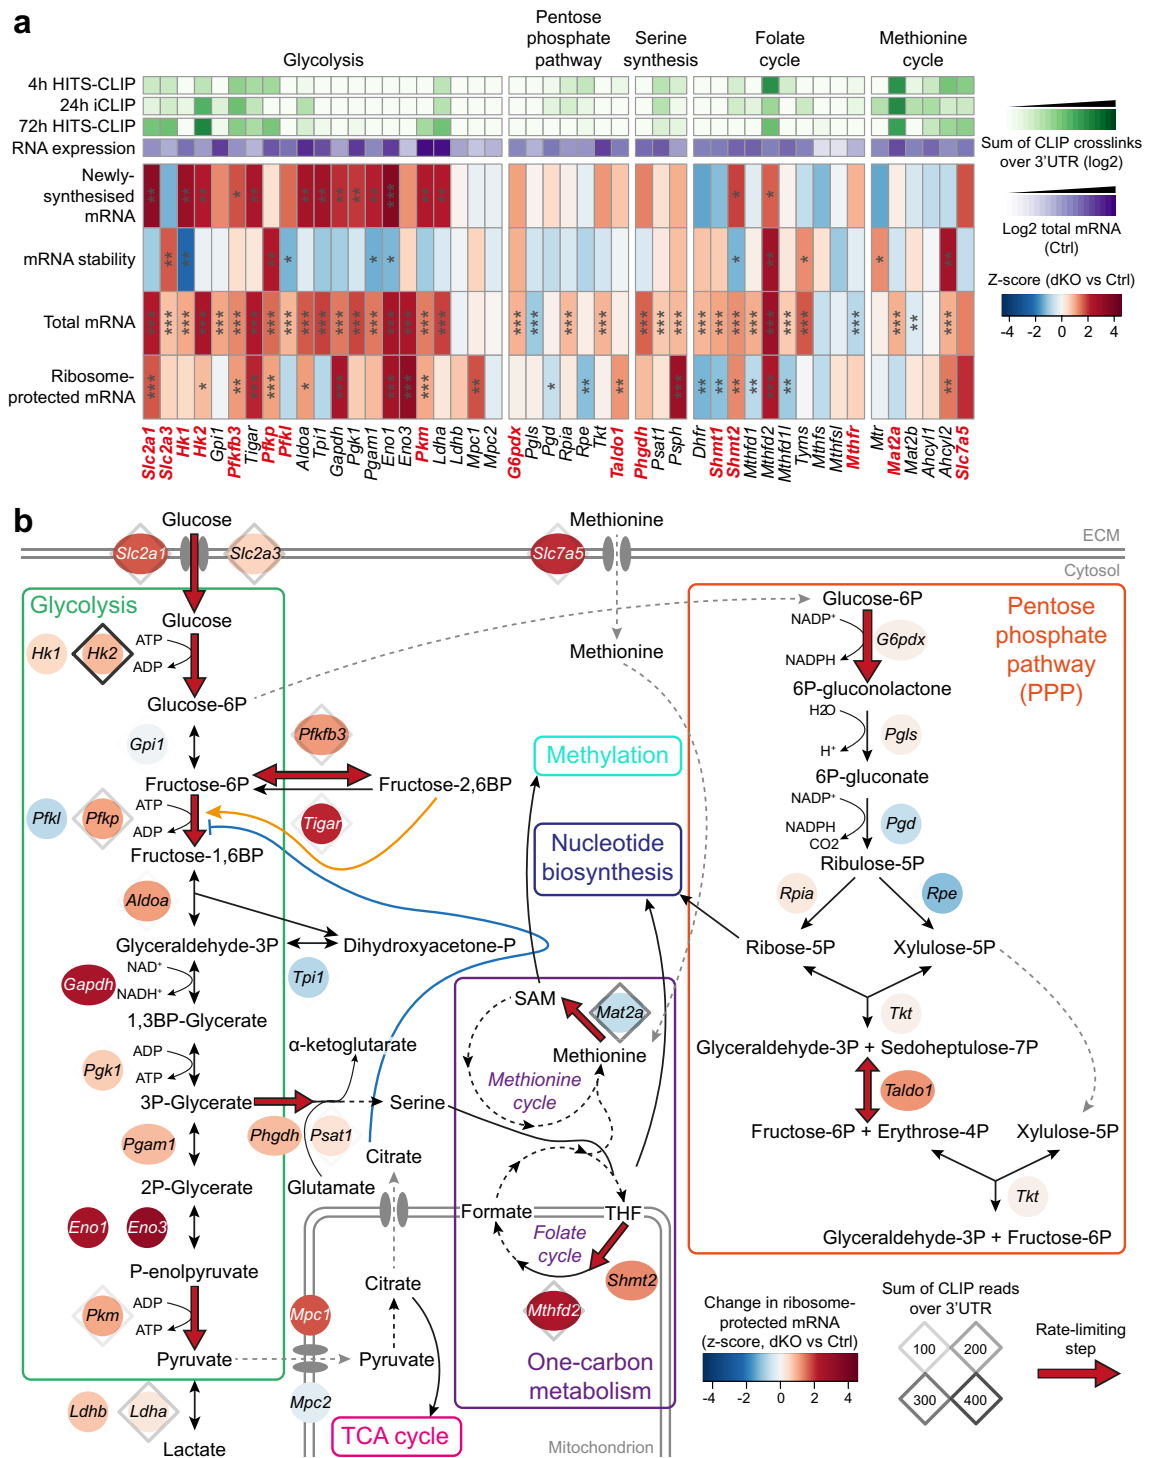 a
Glycolysis
Pentose
phosphate
pathway
Serine
synthesis
Folate
cycle
Methionine
cycle
4h HITS-CLIP
24h iCLIP
72h HITS-CLIP
RNA expression
Newly-
synthesised
mRNA
mRNA stability
Total mRNA
Ribosome-
protected mRNA
Sum of CLIP crosslinks
over 3'UTR (log2)
Log2 total mRNA
(Ctrl)
Z-score (dKO vs Ctrl)
-4 -2 0 2 4
Slc2a1 Slc2a3 Hk1 Hk2 Gpi1 Pfkfb3 Tigar Pfkp Pfkl Aldoa Tpi1 Gapdh Pgk1 Pgam1 Eno1 Eno3 Pkm Ldha Ldhb Mpc1 Mpc2
G6pdx Pgls Pgd Rpia Rpe Tkt Taldo1
Phgdh Psat1 Psph
Dhfr Shmt1 Shmt2 Mthfd1 Mthfd2 Mthfd1l Tyms Mthfs Mthfsl Mthfr
Mtr Mat2a Mat2b Ahcyl1 Ahcyl2 Slc7a5
b
Glucose
Methionine
ECM
Slc2a1
Slc2a3
Slc7a5
Cytosol
Glycolysis
Glucose
Hk1
Hk2
ATP
ADP
Glucose-6P
Gpi1
Pfkfb3
Fructose-6P
Fructose-2,6BP
Pfkl
Pfkp
ATP
ADP
Tigar
Fructose-1,6BP
Aldoa
Glyceraldehyde-3P
Dihydroxyacetone-P
Gapdh
NAD+
NADH+
Tpi1
1,3BP-Glycerate
Pgk1
ADP
ATP
α-ketoglutarate
3P-Glycerate
Serine
Phgdh
Psat1
Pgam1
Citrate
Glutamate
2P-Glycerate
Eno1
Eno3
P-enolpyruvate
Citrate
Pkm
ADP
ATP
Mpc1
Pyruvate
Pyruvate
Mpc2
Ldhb
Ldha
TCA cycle
Lactate
Mitochondrion
Methionine
Methylation
Nucleotide
biosynthesis
SAM
Mat2a
Methionine
Methionine
cycle
Formate
THF
Folate
cycle
Shmt2
Mthfd2
One-carbon
metabolism
Pentose
phosphate
pathway
(PPP)
Glucose-6P
NADP+
G6pdx
NADPH
6P-gluconolactone
H2O
Pgls
H+
6P-gluconate
NADP+
Pgd
NADPH
CO2
Ribulose-5P
Rpia
Rpe
Ribose-5P
Xylulose-5P
Tkt
Glyceraldehyde-3P + Sedoheptulose-7P
Taldo1
Fructose-6P + Erythrose-4P
Xylulose-5P
Tkt
Glyceraldehyde-3P + Fructose-6P
Change in ribosome-
protected mRNA
(z-score, dKO vs Ctrl)
-4 -2 0 2 4
Sum of CLIP reads
over 3'UTR
100
200
300
400
Rate-limiting
step